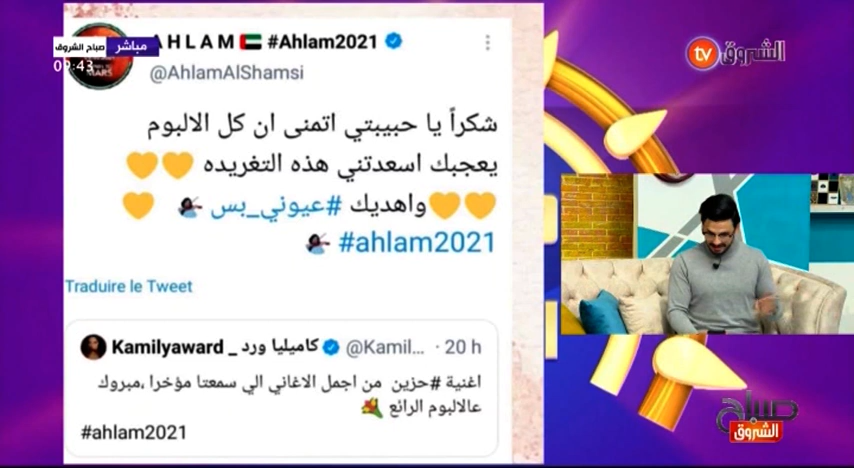 مباشر صباح الشروق
09:43
AHLAM 🇦🇪 #Ahlam2021
@AhlamAlShamsi
شكراً يا حبيبتي اتمنى ان كل الالبوم
يعجبك اسعدتني هذه التغريده 💛💛
💛💛واهديك #عيوني_بس 💃🏿 💛
#ahlam2021 💃🏿
Traduire le Tweet
Kamilyaward _ كاميليا ورد @Kamil... · 20 h
اغنية #حزين من اجمل الاغاني الي سمعتا مؤخرا ،مبروك
عالالبوم الرائع 💐
#ahlam2021
الشروق tv
صباح
الشروق